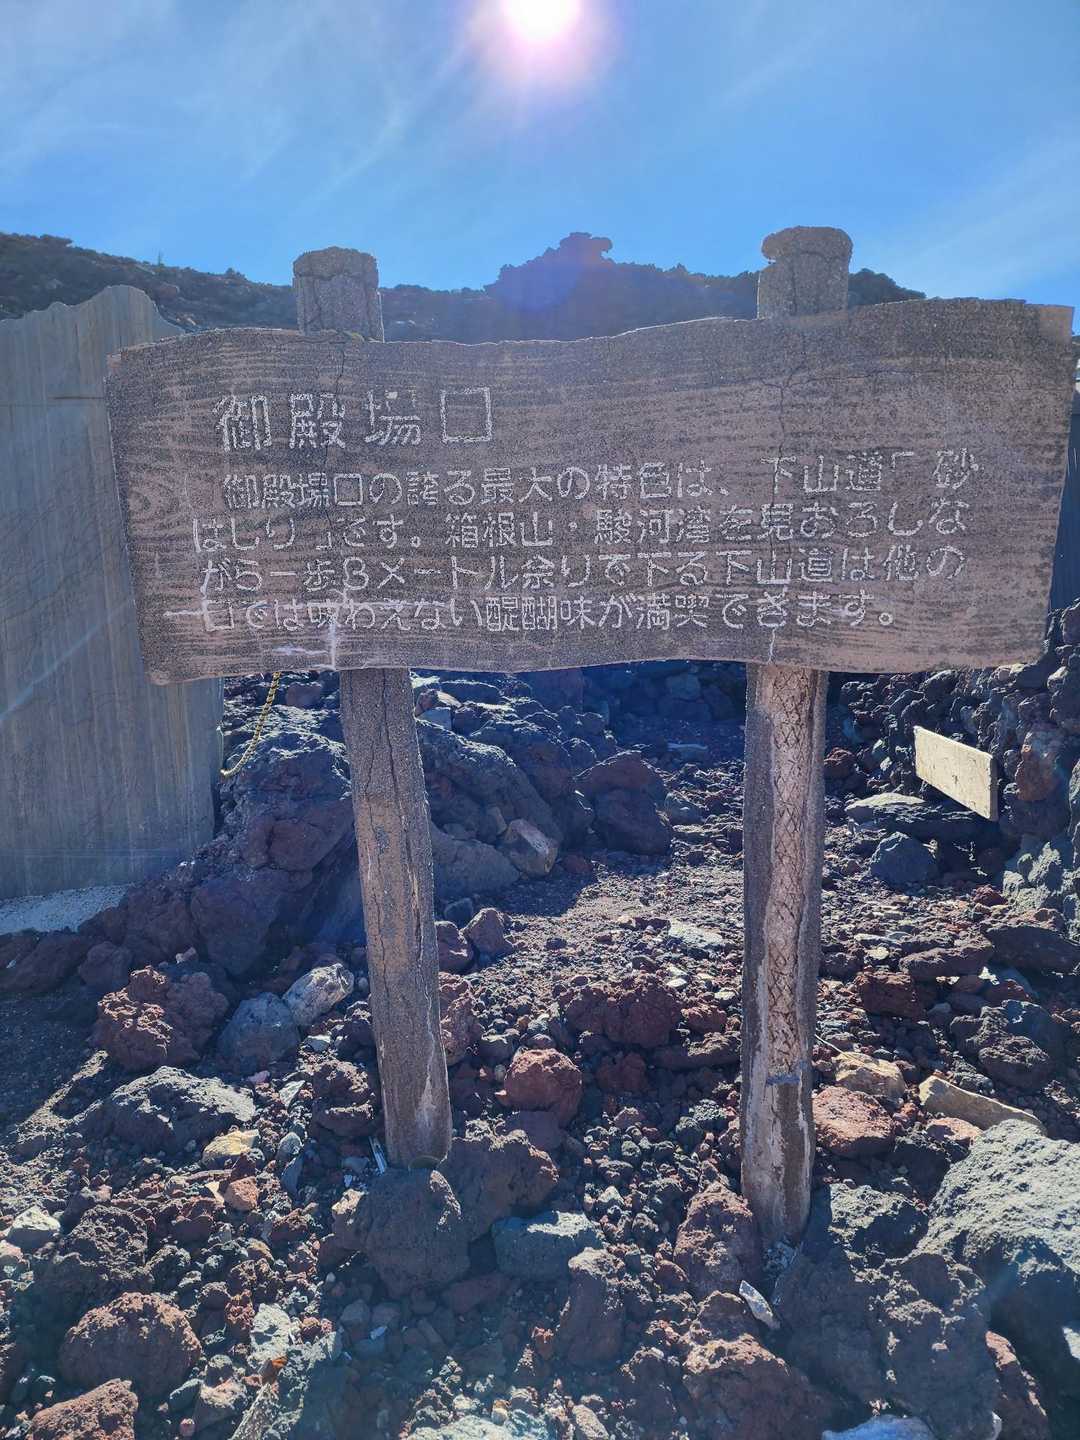 御殿場口
御殿場口の誇る最大の特色は、下山道「砂
ばしり」です。箱根山・駿河湾を見おろしな
がら一歩3メートル余りで下る下山道は他の
口では味わえない醍醐味が満喫できます。